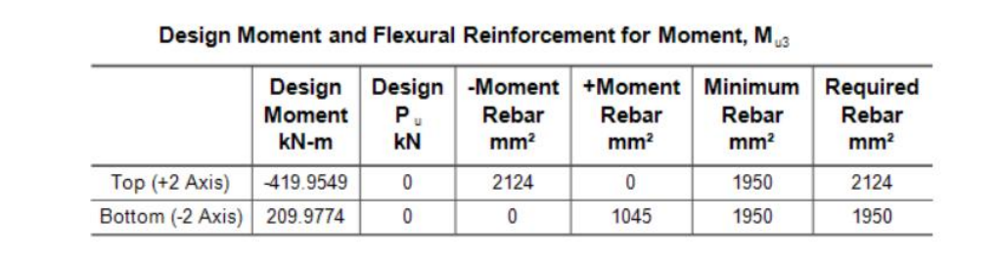 Design Moment and Flexural Reinforcement for Moment, M u3
Design Design -Moment +Moment Minimum Required
Moment P u Rebar Rebar Rebar Rebar
kN-m kN mm² mm² mm² mm²
Top (+2 Axis) -419.9549 0 2124 0 1950 2124
Bottom (-2 Axis) 209.9774 0 0 1045 1950 1950